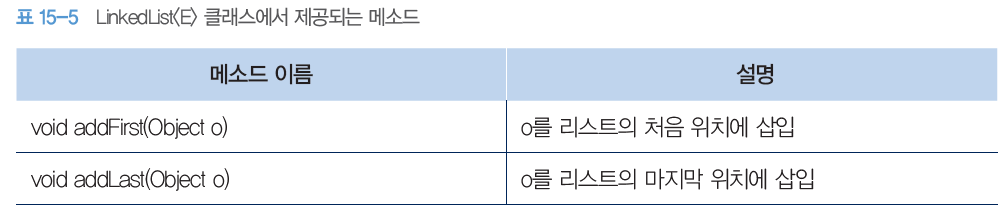 표 15-5 LinkedList<E> 클래스에서 제공되는 메소드
메소드 이름 설명
void addFirst(Object o) o를 리스트의 처음 위치에 삽입
void addLast(Object o) o를 리스트의 마지막 위치에 삽입